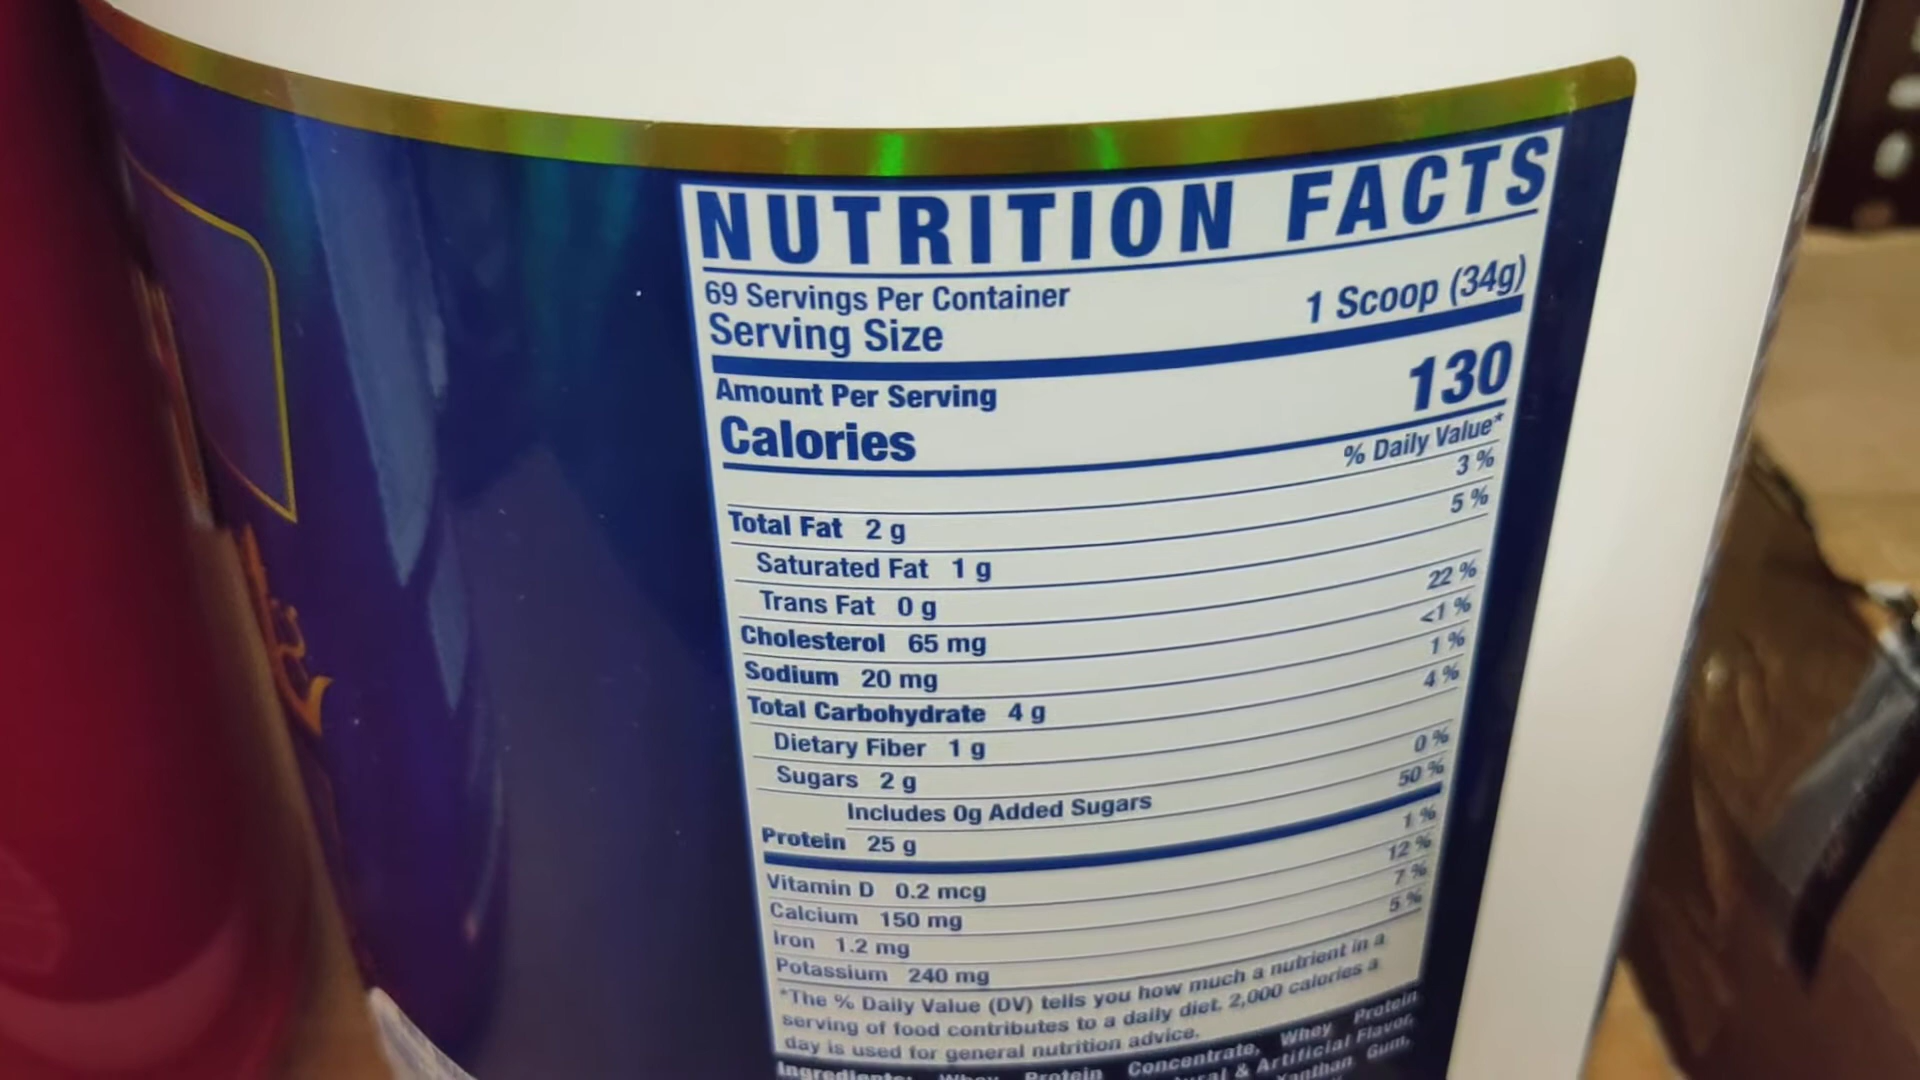 NUTRITION FACTS
69 Servings Per Container
Serving Size 1 Scoop (34g)
Amount Per Serving
Calories 130
% Daily Value*
Total Fat 2 g 3 %
Saturated Fat 1 g 5 %
Trans Fat 0 g
Cholesterol 65 mg 22 %
Sodium 20 mg <1 %
Total Carbohydrate 4 g 1 %
Dietary Fiber 1 g 4 %
Sugars 2 g
Includes 0g Added Sugars 0 %
Protein 25 g 50 %
Vitamin D 0.2 mcg 1 %
Calcium 150 mg 12 %
Iron 1.2 mg 7 %
Potassium 240 mg 5 %
*The % Daily Value (DV) tells you how much a nutrient in a
serving of food contributes to a daily diet. 2,000 calories a
day is used for general nutrition advice.
Ingredients: Whey Protein Concentrate, Whey Protein
& Artificial Flavor,
Xanthan Gum,